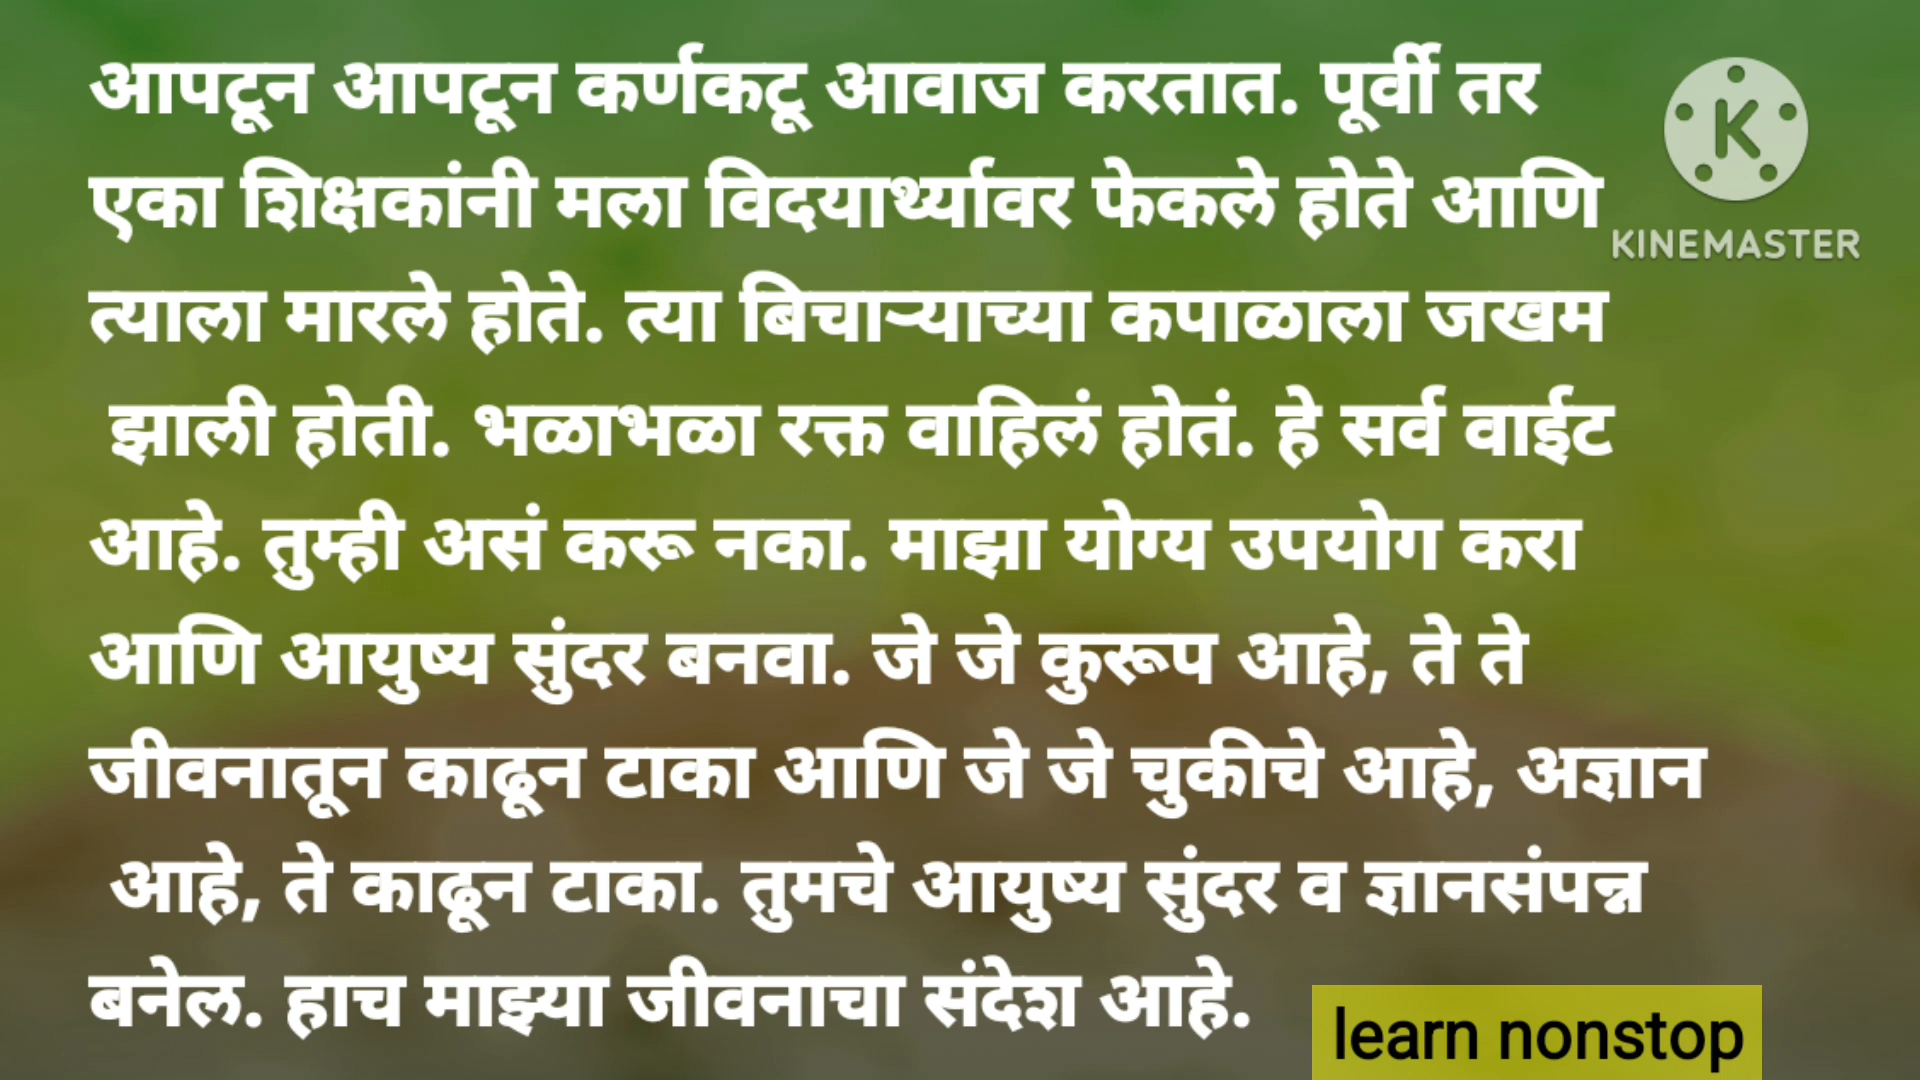 आपटून आपटून कर्णकटू आवाज करतात. पूर्वी तर
एका शिक्षकांनी मला विदयार्थ्यावर फेकले होते आणि
त्याला मारले होते. त्या बिचाऱ्याच्या कपाळाला जखम
झाली होती. भळाभळा रक्त वाहिलं होतं. हे सर्व वाईट
आहे. तुम्ही असं करू नका. माझा योग्य उपयोग करा
आणि आयुष्य सुंदर बनवा. जे जे कुरूप आहे, ते ते
जीवनातून काढून टाका आणि जे जे चुकीचे आहे, अज्ञान
आहे, ते काढून टाका. तुमचे आयुष्य सुंदर व ज्ञानसंपन्न
बनेल. हाच माझ्या जीवनाचा संदेश आहे.
K
KINEMASTER
learn nonstop